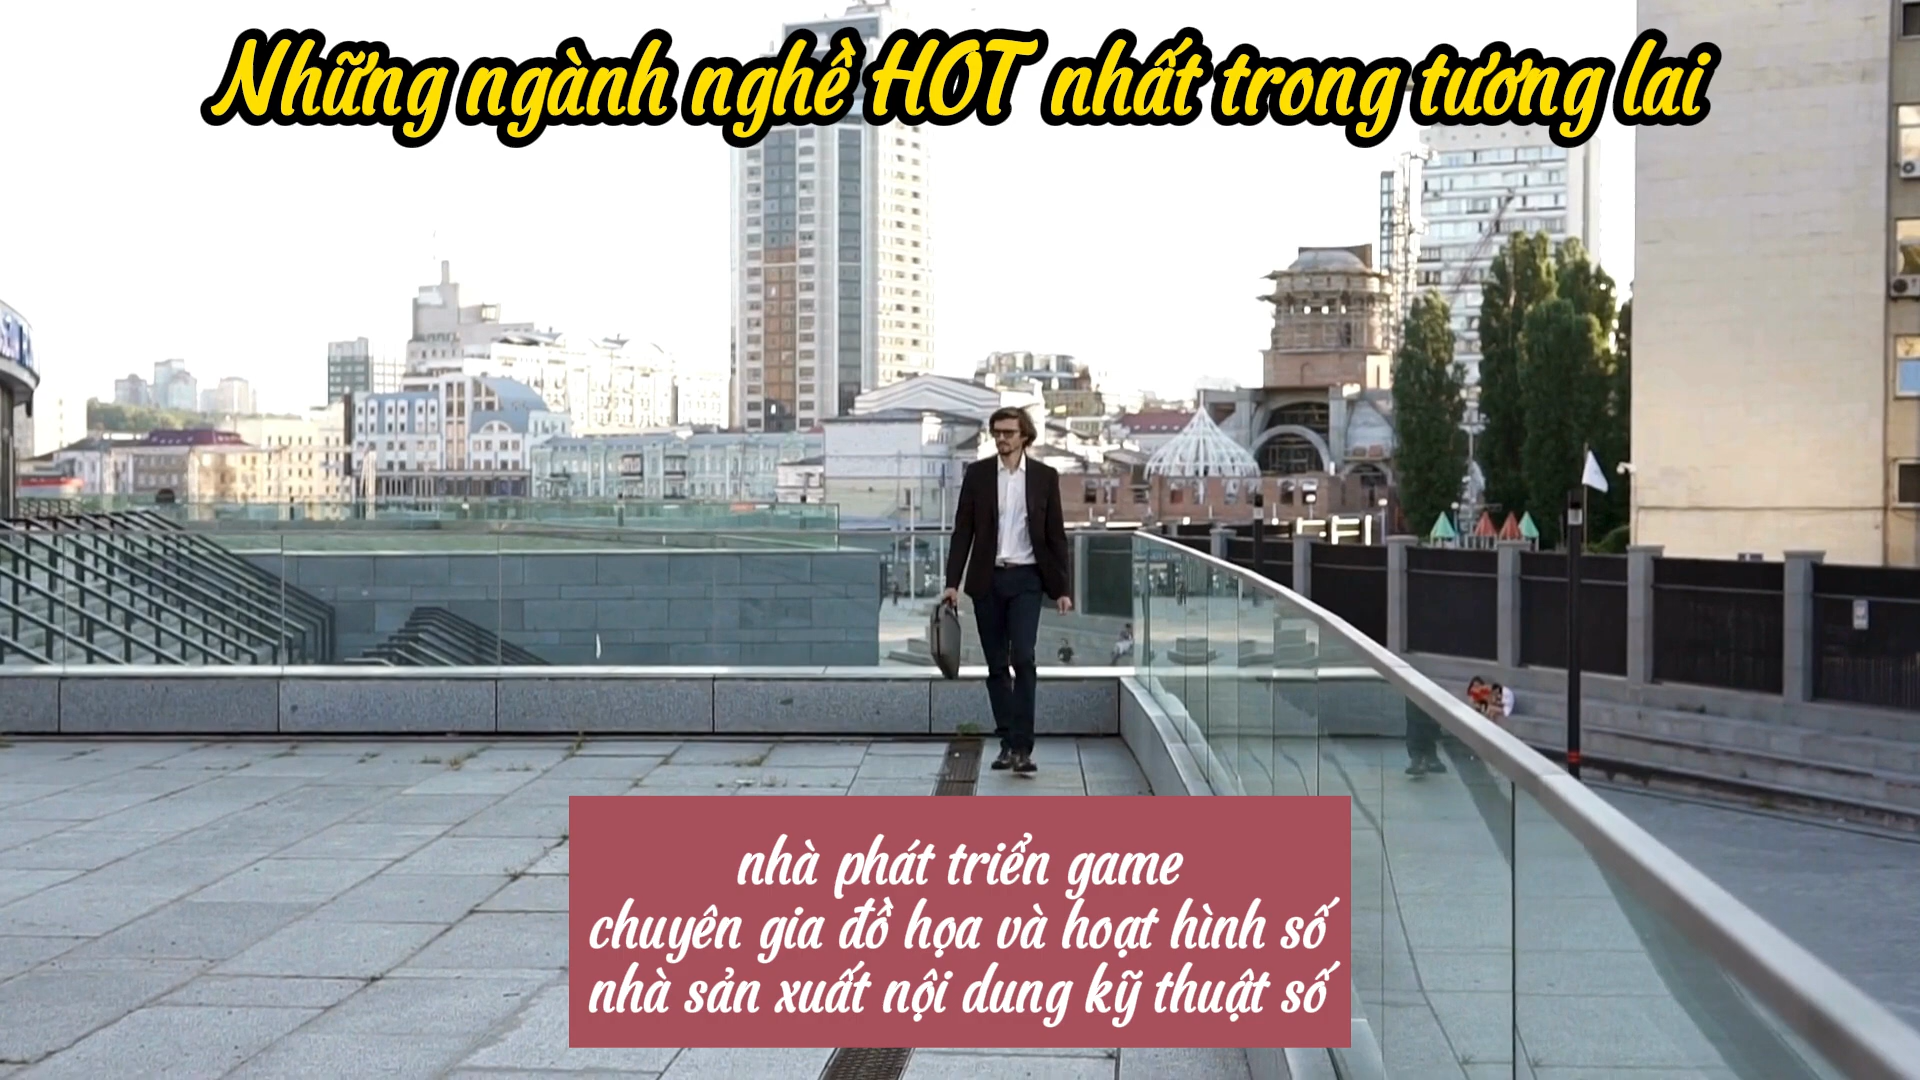 Những ngành nghề HOT nhất trong tương lai
nhà phát triển game
chuyên gia đồ họa và hoạt hình số
nhà sản xuất nội dung kỹ thuật số